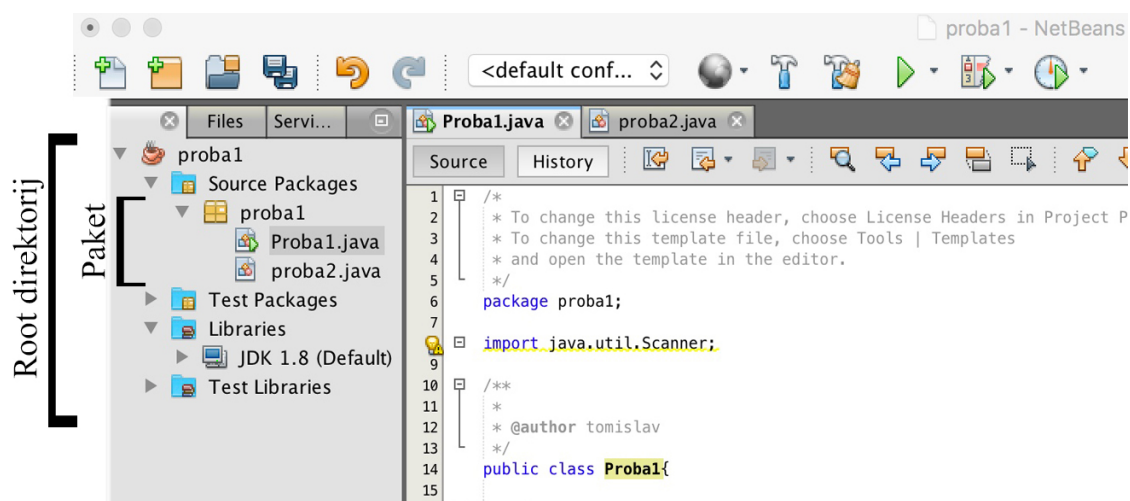 proba1 - NetBeans
<default conf...
Files
Servi...
Proba1.java
proba2.java
Source
History
Root direktorij
Paket
proba1
Source Packages
proba1
Proba1.java
proba2.java
Test Packages
Libraries
JDK 1.8 (Default)
Test Libraries
1 /*
2 * To change this license header, choose License Headers in Project P
3 * To change this template file, choose Tools | Templates
4 * and open the template in the editor.
5 */
6 package proba1;
7
import java.util.Scanner;
9
10 /**
11 *
12 * @author tomislav
13 */
14 public class Proba1{
15